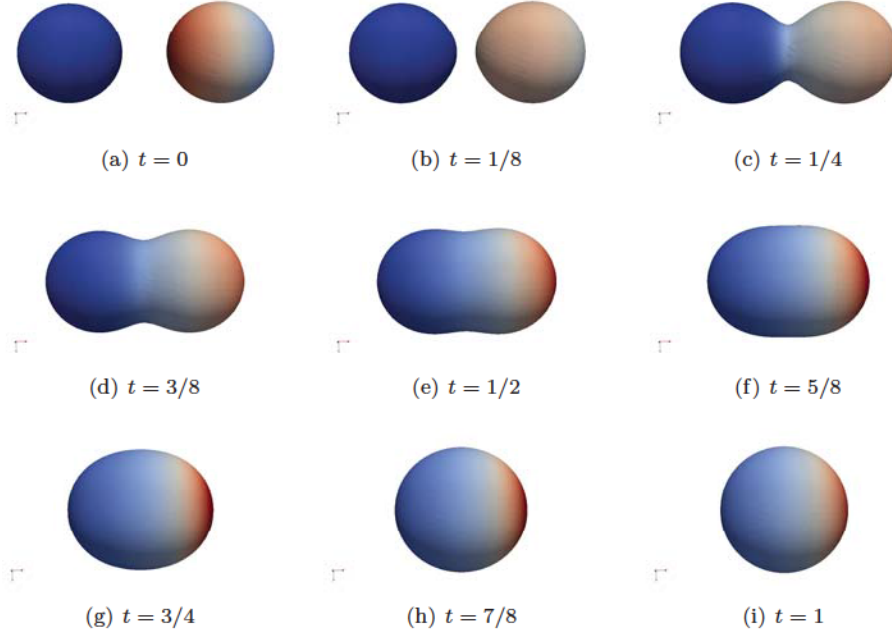 (a) t = 0
(b) t = 1/8
(c) t = 1/4
(d) t = 3/8
(e) t = 1/2
(f) t = 5/8
(g) t = 3/4
(h) t = 7/8
(i) t = 1